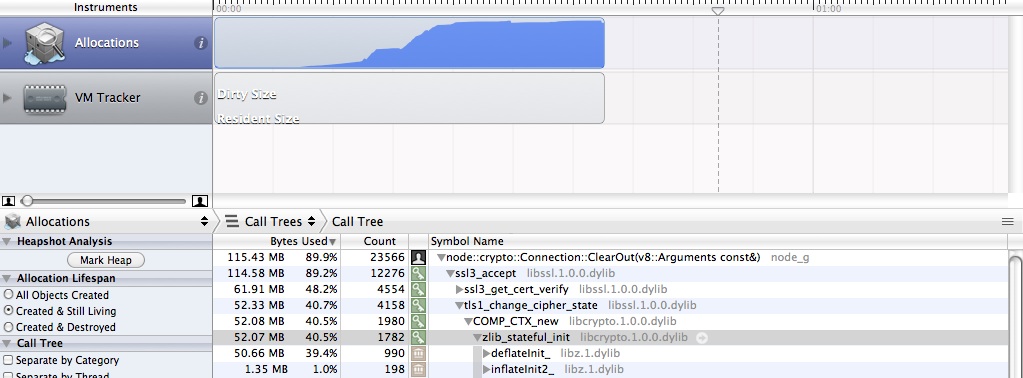 Instruments
00:00
01:00
Allocations
VM Tracker
Dirty Size
Resident Size
Allocations
Call Trees
Call Tree
Heapshot Analysis
Mark Heap
Allocation Lifespan
All Objects Created
Created & Still Living
Created & Destroyed
Call Tree
Separate by Category
Separate by Thread
Bytes Used Count Symbol Name
115.43 MB 89.9% 23566 node::crypto::Connection::ClearOut(v8::Arguments const&) node_g
114.58 MB 89.2% 12276 ssl3_accept libssl.1.0.0.dylib
61.91 MB 48.2% 4554 ssl3_get_cert_verify libssl.1.0.0.dylib
52.33 MB 40.7% 4158 tls1_change_cipher_state libssl.1.0.0.dylib
52.08 MB 40.5% 1980 COMP_CTX_new libcrypto.1.0.0.dylib
52.07 MB 40.5% 1782 zlib_stateful_init libcrypto.1.0.0.dylib
50.66 MB 39.4% 990 deflateInit_ libz.1.dylib
1.35 MB 1.0% 198 inflateInit2_ libz.1.dylib